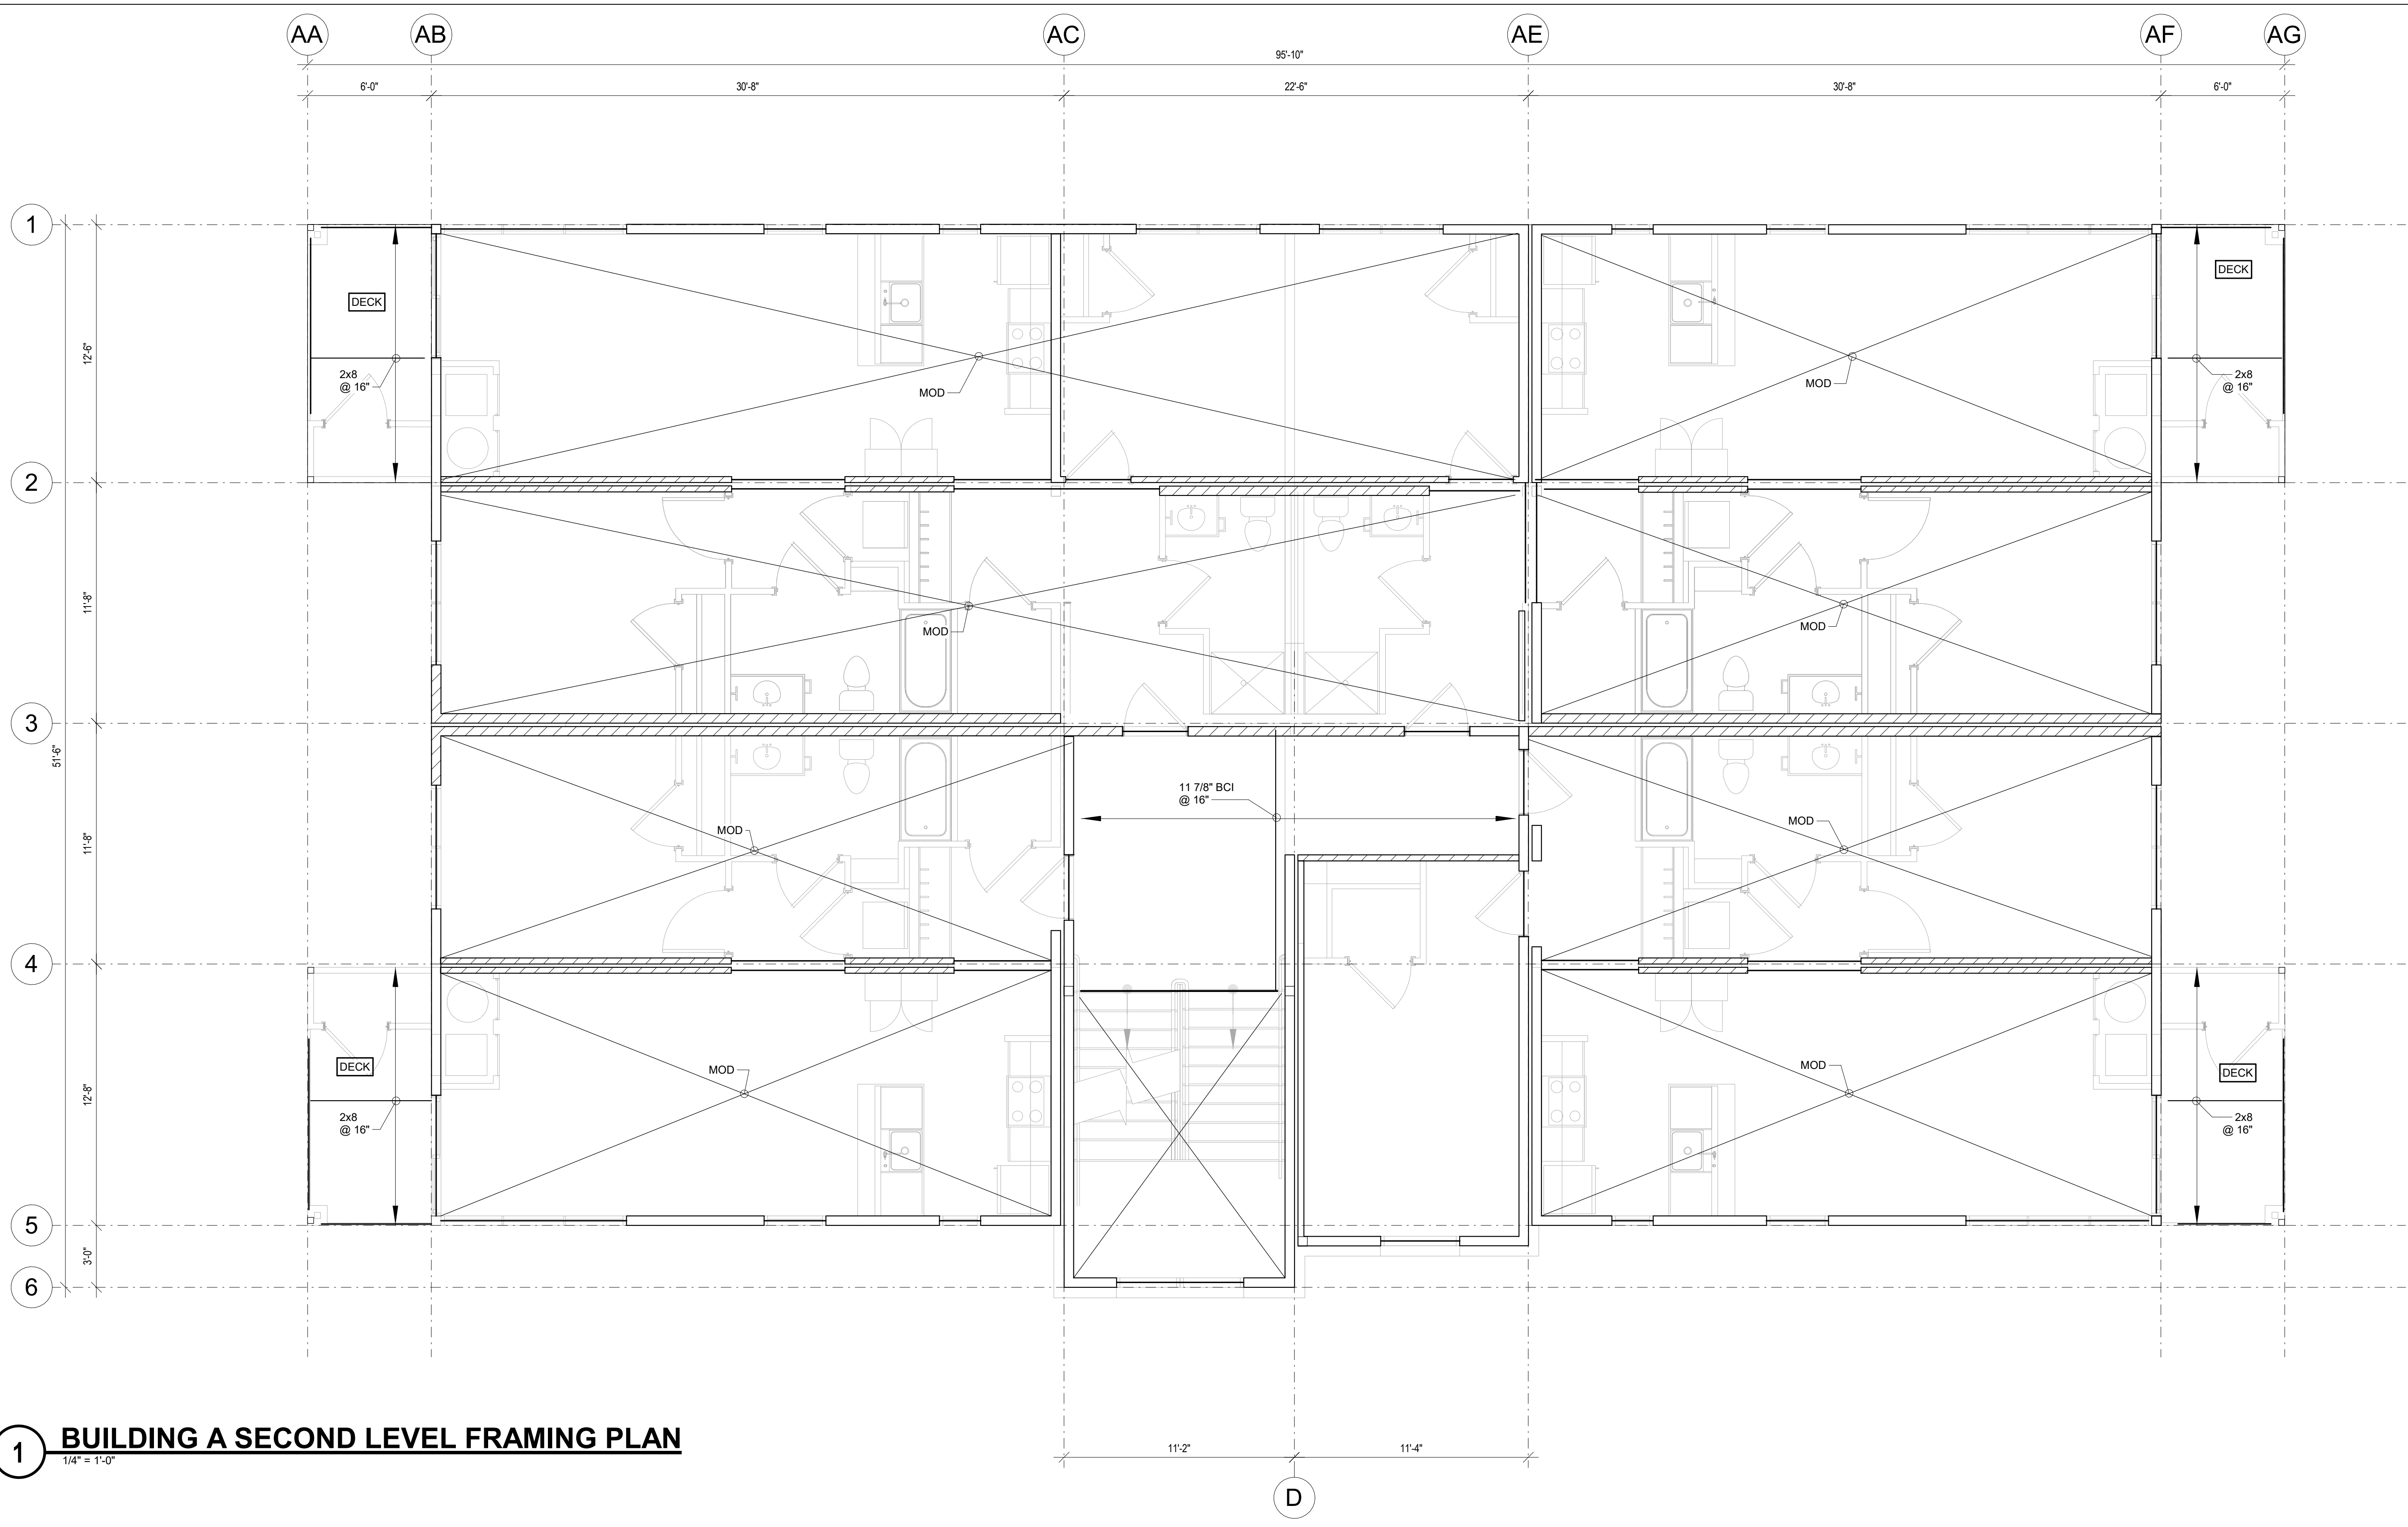 AA
AB
AC
AE
AF
AG
95'-10"
6'-0"
30'-8"
22'-6"
30'-8"
6'-0"
1
DECK
DECK
12'-6"
2x8
@ 16"
MOD
MOD
2x8
@ 16"
2
11'-8"
MOD
MOD
3
51'-6"
11 7/8" BCI
@ 16"
11'-8"
MOD
MOD
4
DECK
MOD
MOD
DECK
12'-8"
2x8
@ 16"
2x8
@ 16"
5
3'-0"
6
1
BUILDING A SECOND LEVEL FRAMING PLAN
1/4" = 1'-0"
11'-2"
11'-4"
D